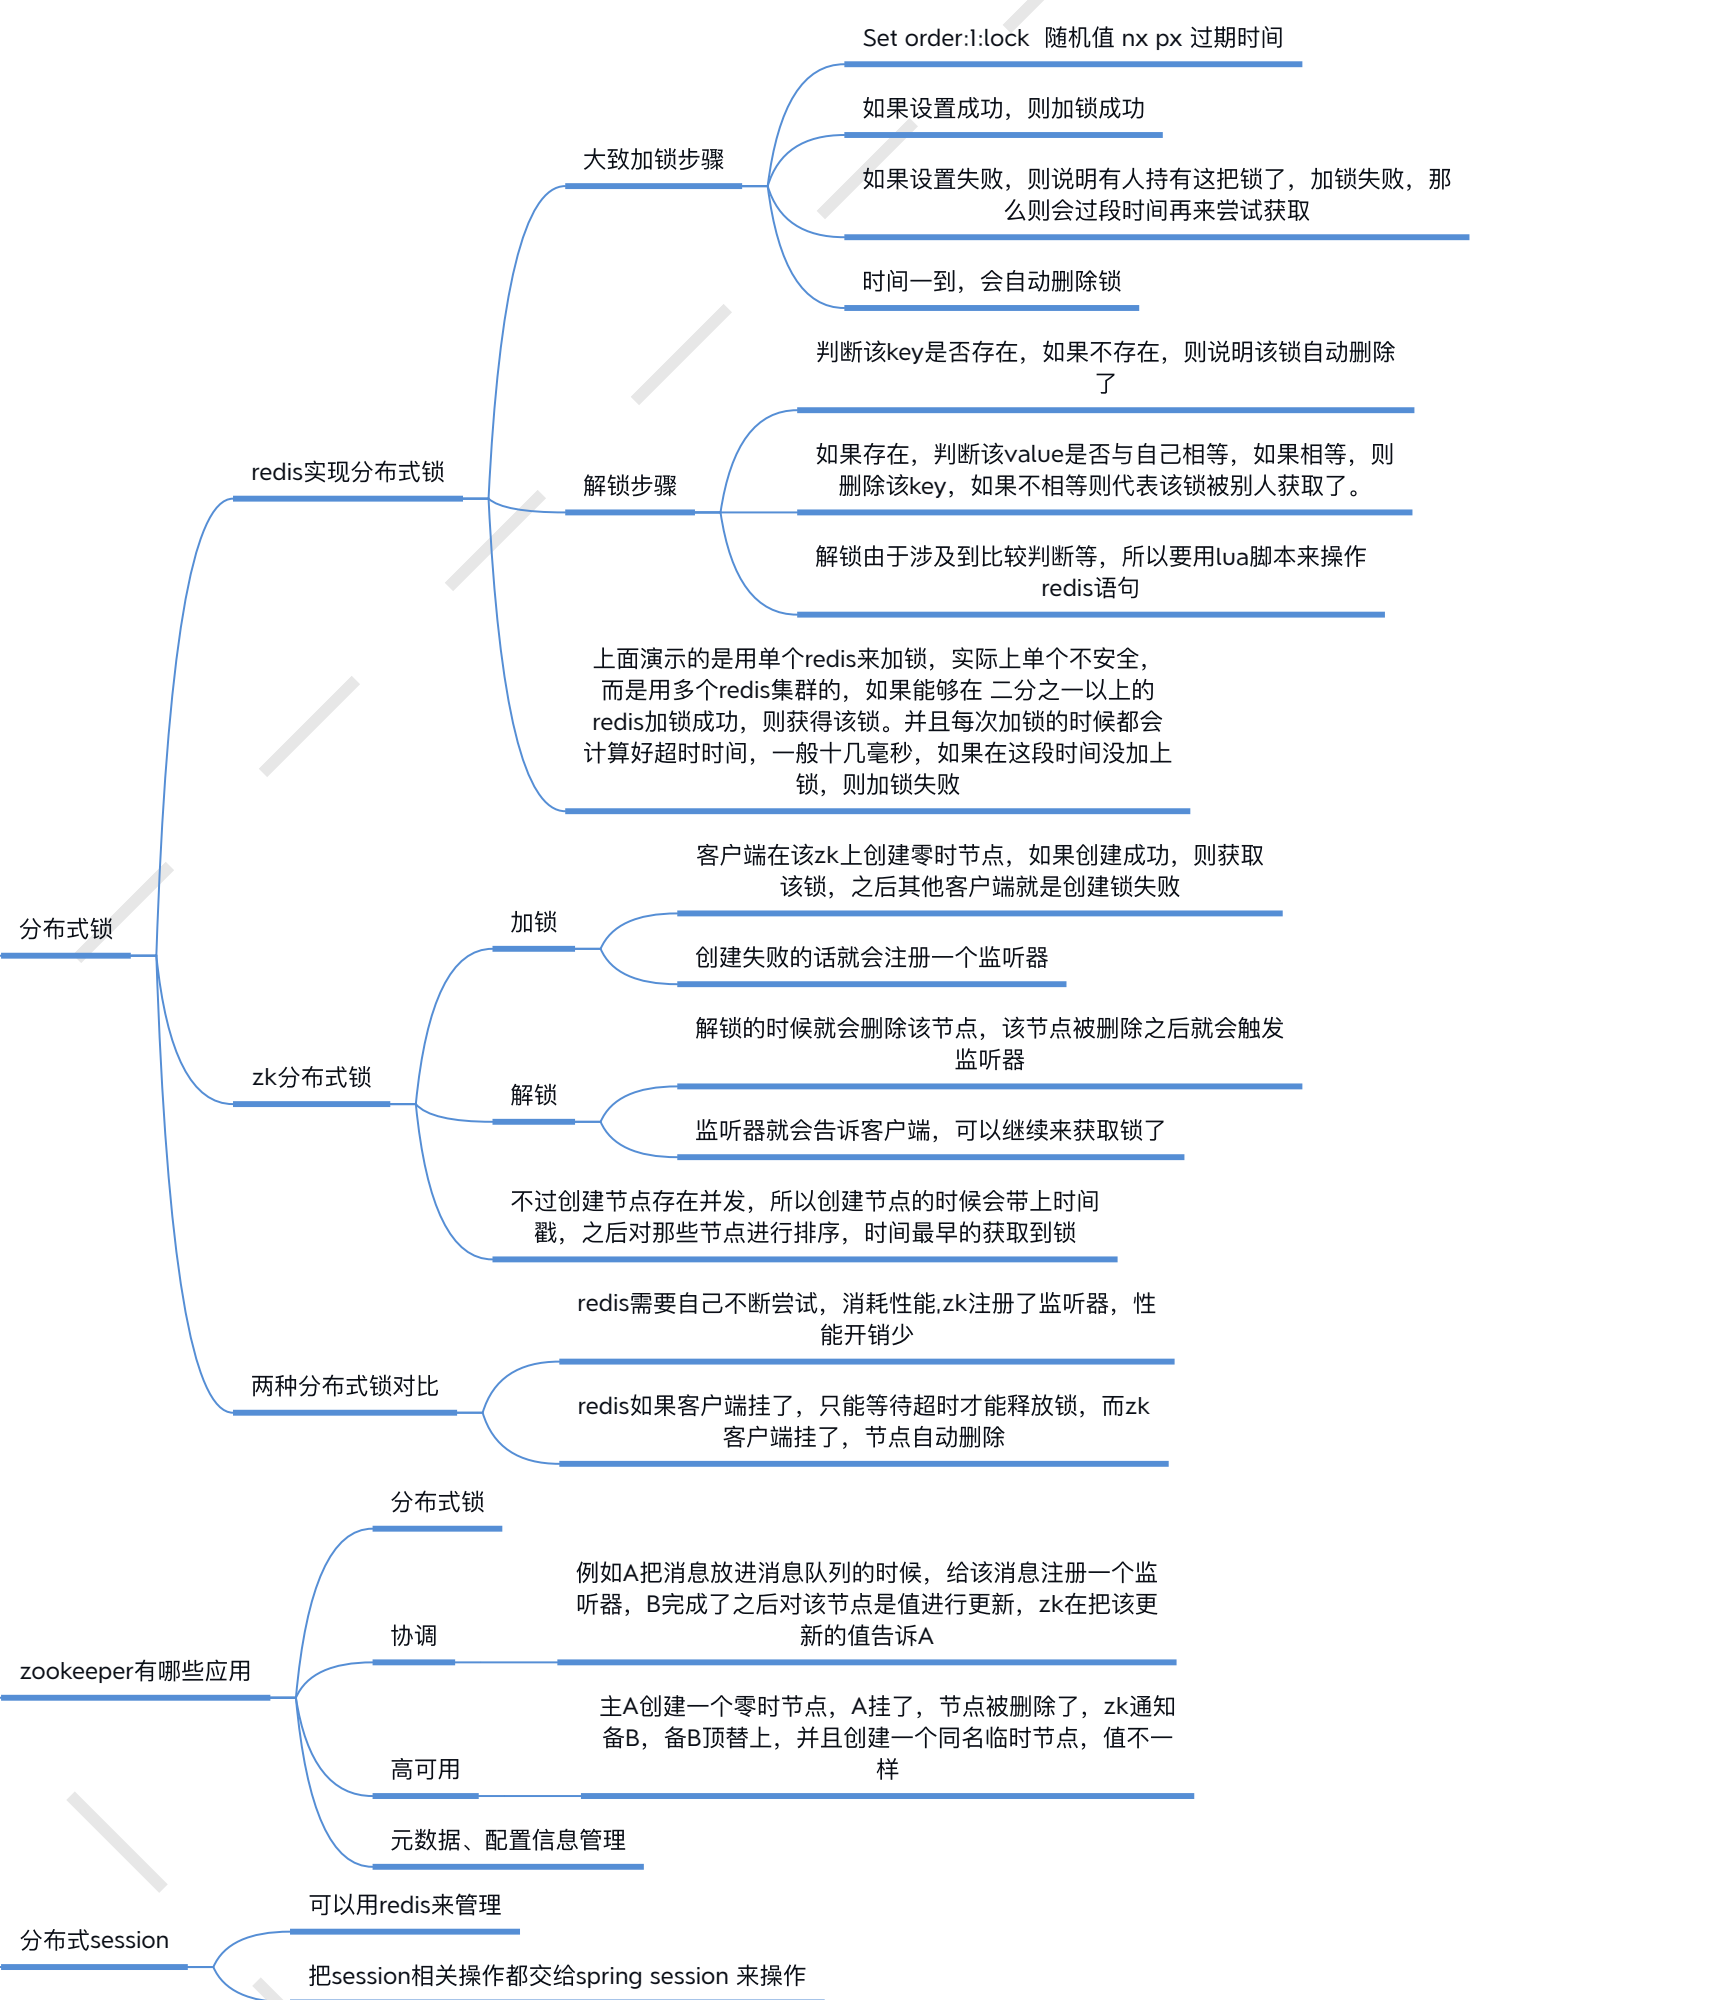 Set order:1:lock  随机值 nx px 过期时间
如果设置成功，则加锁成功
大致加锁步骤
如果设置失败，则说明有人持有这把锁了，加锁失败，那
么则会过段时间再来尝试获取
时间一到，会自动删除锁
判断该key是否存在，如果不存在，则说明该锁自动删除
了
redis实现分布式锁
解锁步骤
如果存在，判断该value是否与自己相等，如果相等，则
删除该key，如果不相等则代表该锁被别人获取了。
解锁由于涉及到比较判断等，所以要用lua脚本来操作
redis语句
上面演示的是用单个redis来加锁，实际上单个不安全，
而是用多个redis集群的，如果能够在 二分之一以上的
redis加锁成功，则获得该锁。并且每次加锁的时候都会
计算好超时时间，一般十几毫秒，如果在这段时间没加上
锁，则加锁失败
分布式锁
客户端在该zk上创建零时节点，如果创建成功，则获取
该锁，之后其他客户端就是创建锁失败
加锁
创建失败的话就会注册一个监听器
zk分布式锁
解锁的时候就会删除该节点，该节点被删除之后就会触发
监听器
解锁
监听器就会告诉客户端，可以继续来获取锁了
不过创建节点存在并发，所以创建节点的时候会带上时间
戳，之后对那些节点进行排序，时间最早的获取到锁
两种分布式锁对比
redis需要自己不断尝试，消耗性能,zk注册了监听器，性
能开销少
redis如果客户端挂了，只能等待超时才能释放锁，而zk
客户端挂了，节点自动删除
zookeeper有哪些应用
分布式锁
协调
例如A把消息放进消息队列的时候，给该消息注册一个监
听器，B完成了之后对该节点是值进行更新，zk在把该更
新的值告诉A
高可用
主A创建一个零时节点，A挂了，节点被删除了，zk通知
备B，备B顶替上，并且创建一个同名临时节点，值不一
样
元数据、配置信息管理
分布式session
可以用redis来管理
把session相关操作都交给spring session 来操作